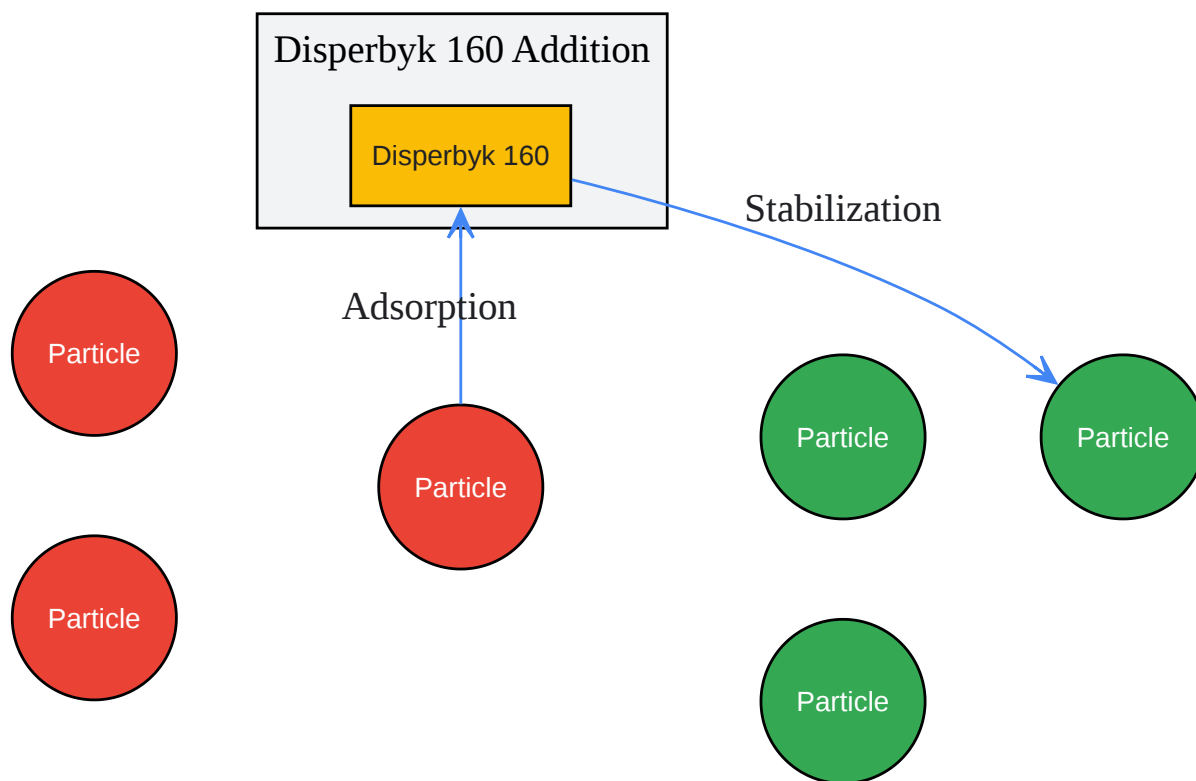 Disperbyk 160 Addition
Disperbyk 160
Stabilization
Adsorption
Particle
Particle
Particle
Particle
Particle
Particle